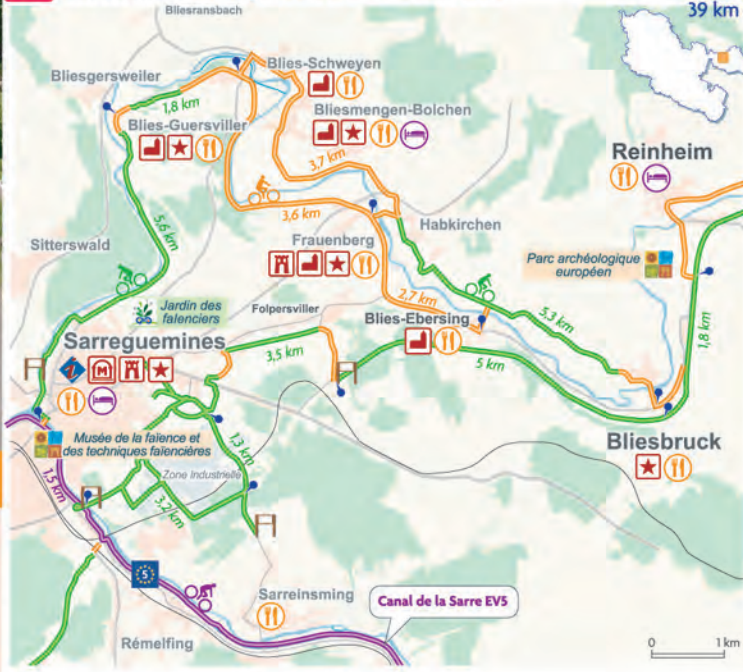 39 km
Bliesransbach
Bliesgersweiler
Blies-Schweyen
1,8 km
Bliesmengen-Bolchen
Blies-Guersviller
3,7 km
Reinheim
5,6 km
3,6 km
Habkirchen
Sitterswald
Frauenberg
Parc archéologique
européen
Jardin des
faïenciers
Folpersviller
2,7 km
Blies-Ebersing
5,3 km
1,8 km
Sarreguemines
3,5 km
5 km
M
Musée de la faïence et
des techniques faïencières
1,3 km
Bliesbruck
Zone Industrielle
1,5 km
3,2 km
5
Sarreinsming
Canal de la Sarre EV5
Rémelfing
0 1 km